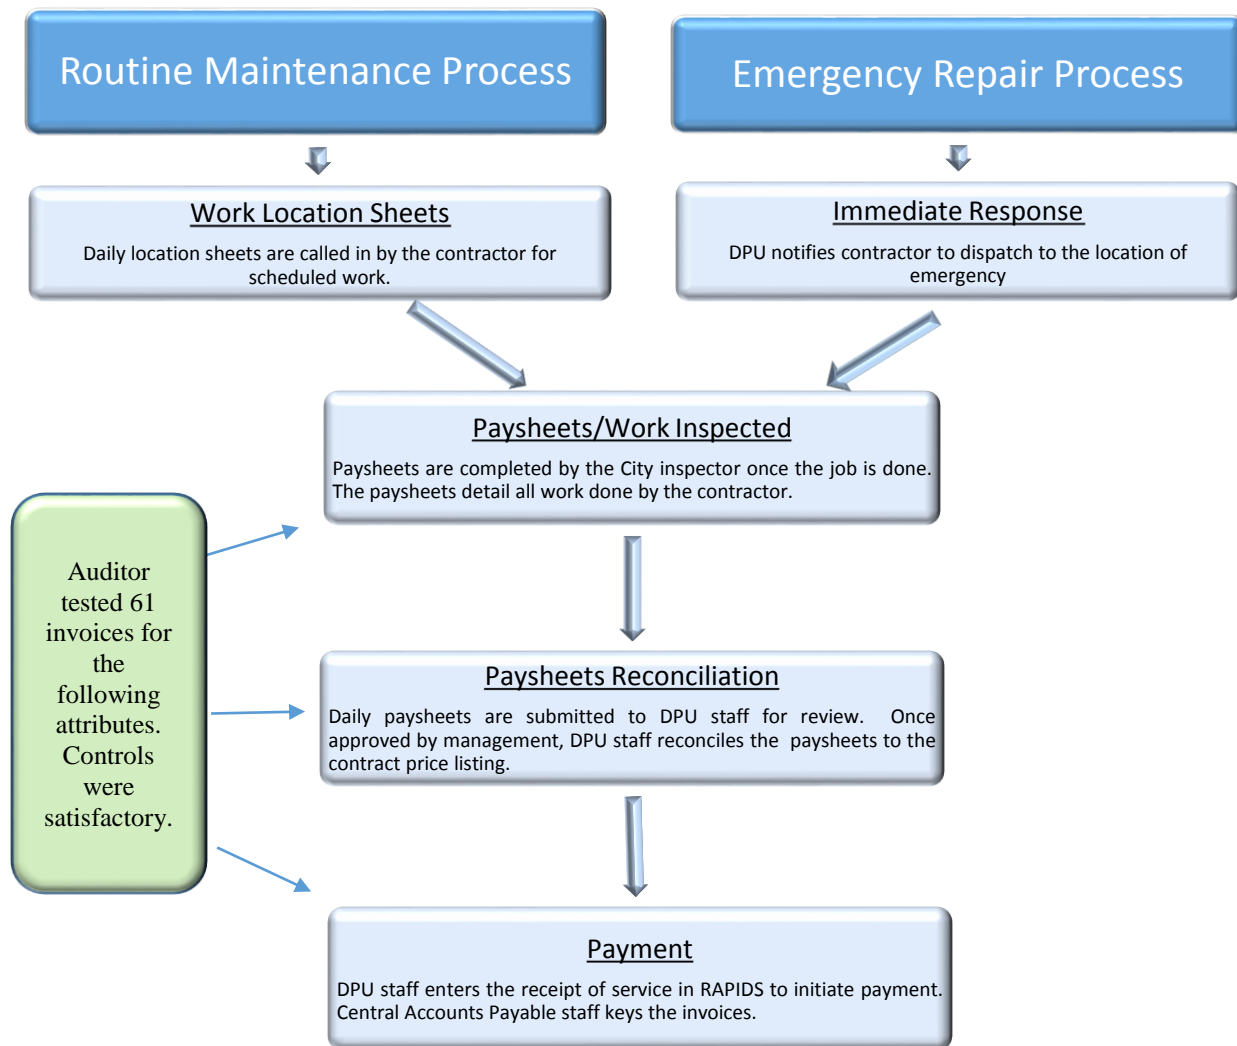 Routine Maintenance Process
Emergency Repair Process
Work Location Sheets
Daily location sheets are called in by the contractor for
scheduled work.
Immediate Response
DPU notifies contractor to dispatch to the location of
emergency
Paysheets/Work Inspected
Paysheets are completed by the City inspector once the job is done.
The paysheets detail all work done by the contractor.
Auditor
tested 61
invoices for
the
following
attributes.
Controls
were
satisfactory.
Paysheets Reconciliation
Daily paysheets are submitted to DPU staff for review. Once
approved by management, DPU staff reconciles the paysheets to the
contract price listing.
Payment
DPU staff enters the receipt of service in RAPIDS to initiate payment.
Central Accounts Payable staff keys the invoices.